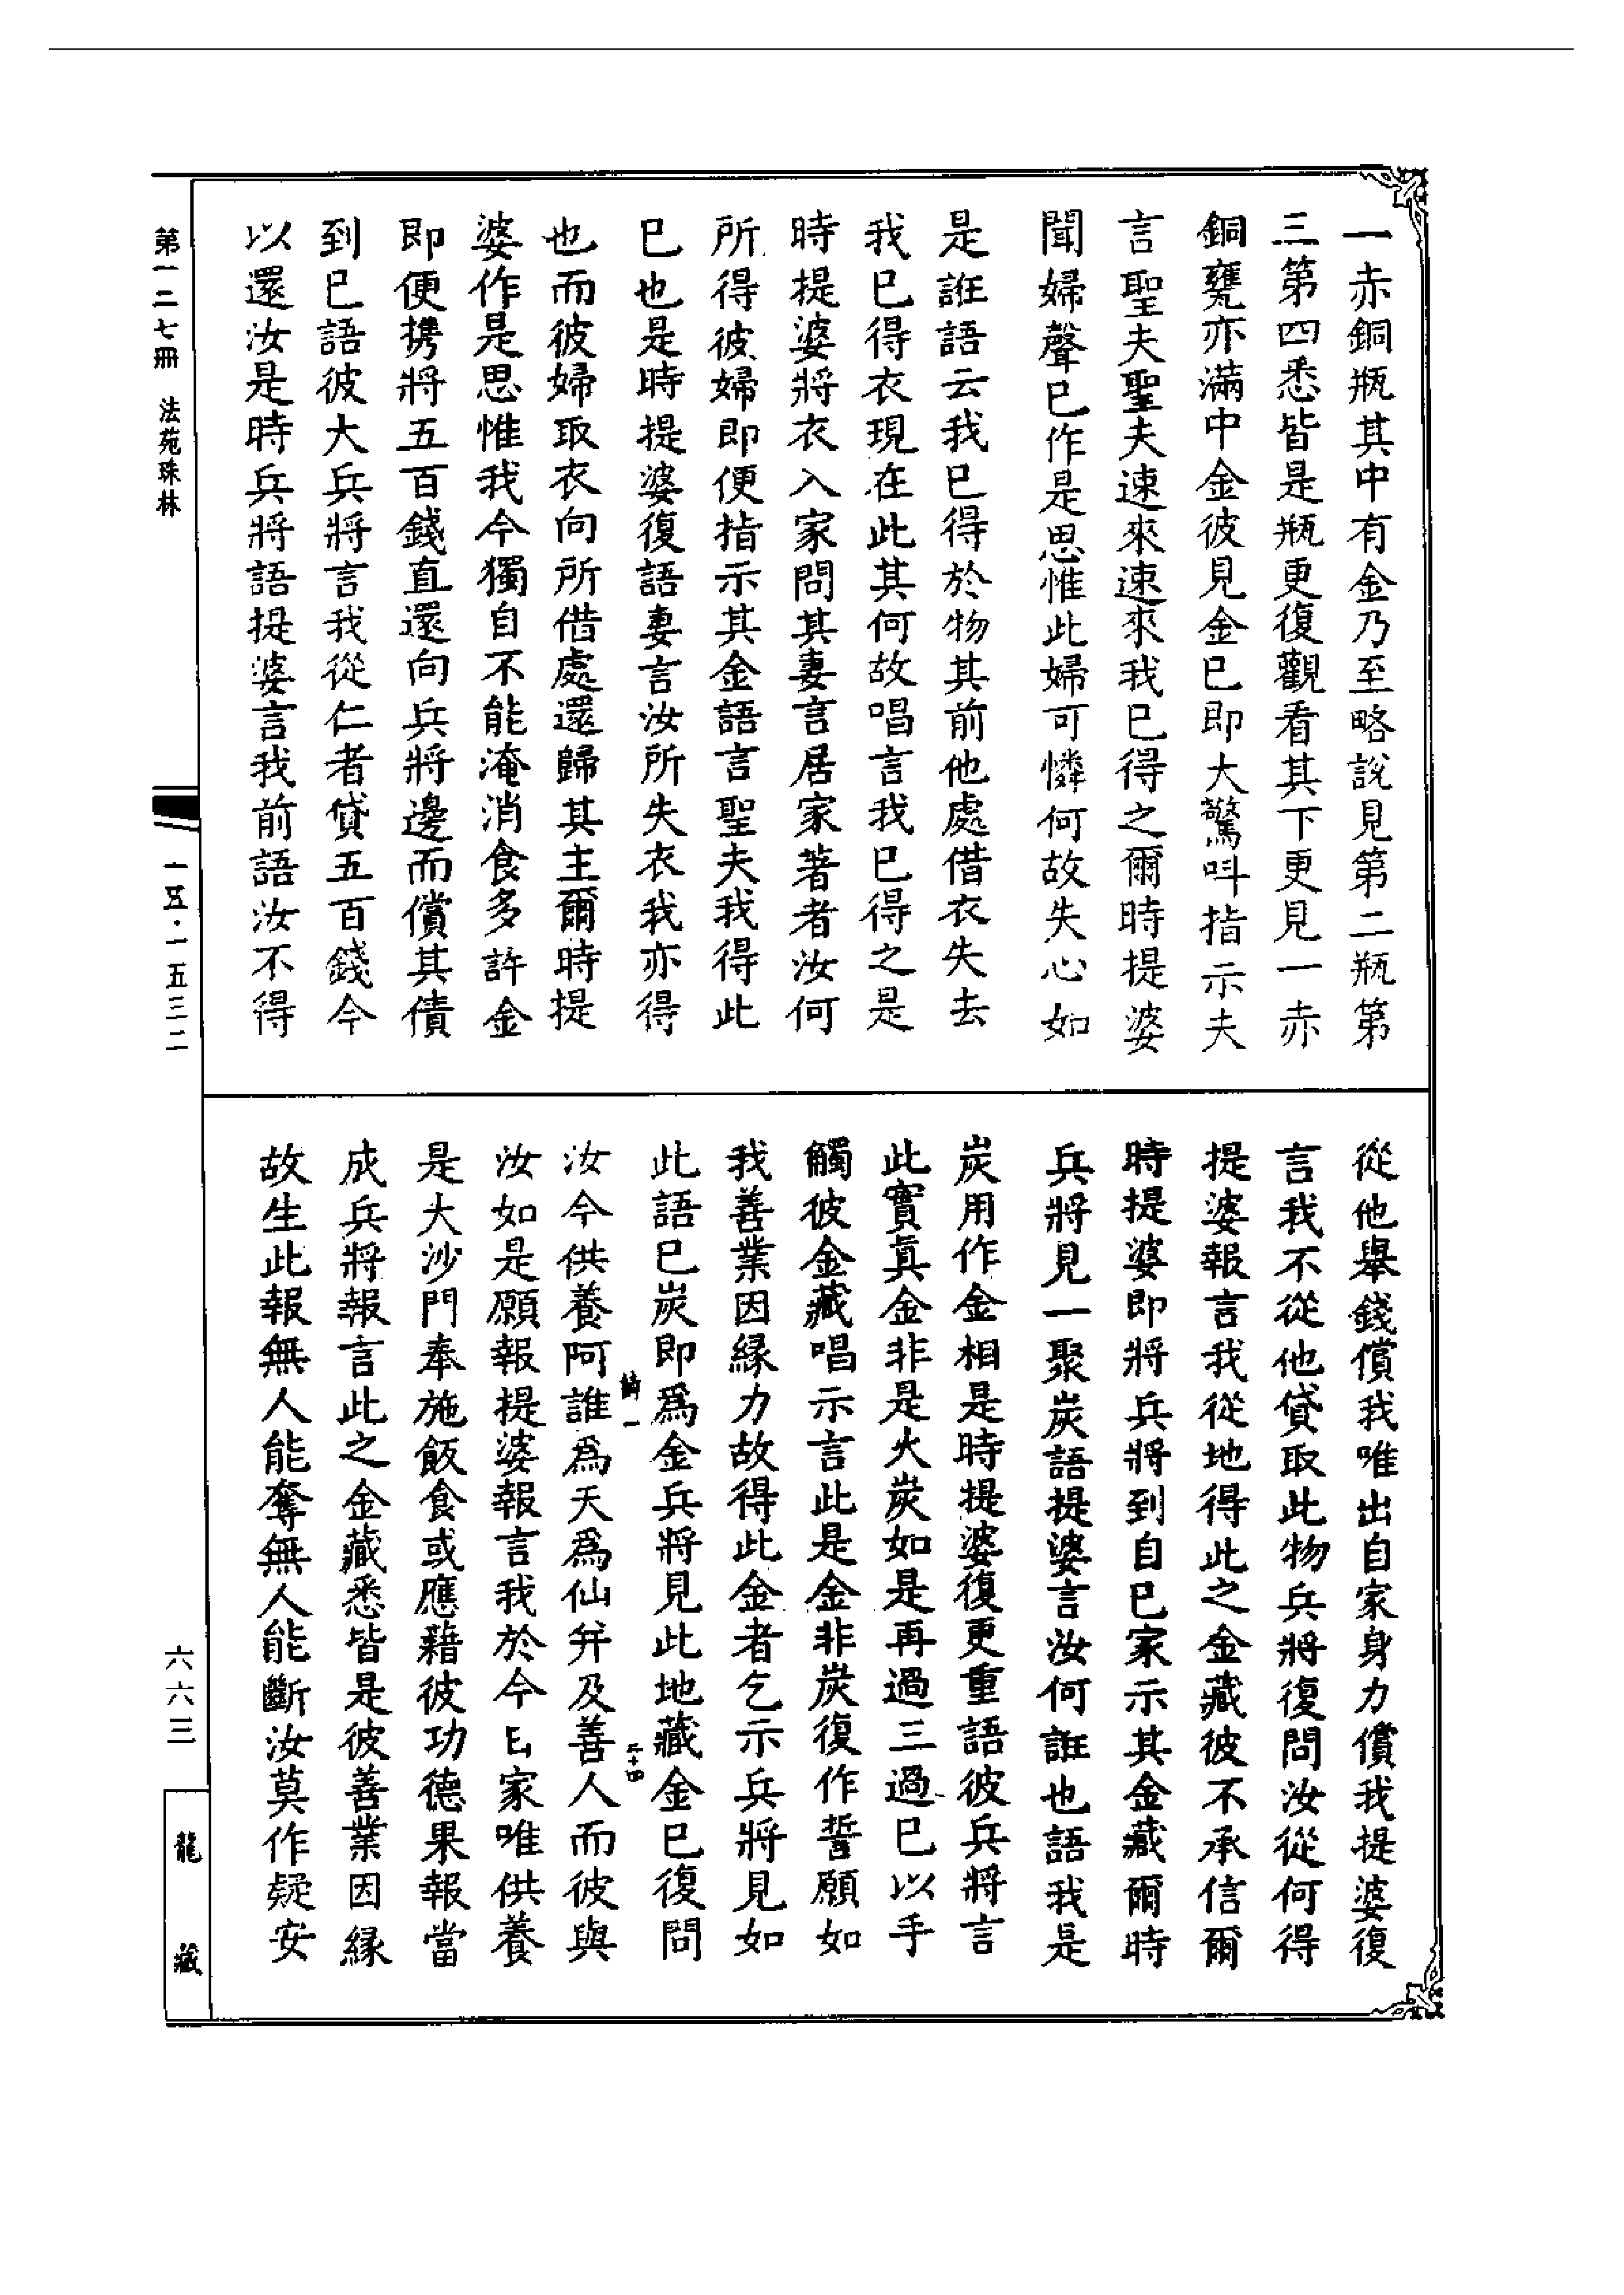 一赤銅瓶其中有金乃至略說見第二瓶第
三第四悉皆是瓶更復觀看其下更見一赤
銅甕亦滿中金彼見金已即大驚呌指示夫
言聖夫聖夫速來速來我已得之爾時提婆
聞婦聲已作是思惟此婦可憐何故失心如
是誑語云我已得於物其前他處借衣失去
我已得衣現在此其何故唱言我已得之是
時提婆將衣入家問其妻言居家著者汝何
所得彼婦即便指示其金語言聖夫我得此
已也是時提婆復語妻言汝所失衣我亦得
也而彼婦取衣向所借處還歸其主爾時提
婆作是思惟我今獨自不能淹消食多許金
即便携將五百錢直還向兵將邊而償其債
到已語彼大兵將言我從仁者貸五百錢今
以還汝是時兵將語提婆言我前語汝不得
從他舉錢償我唯出自家身力償我提婆復
言我不從他貸取此物兵將復問汝從何得
提婆報言我從地得此之金藏彼不承信爾
時提婆即將兵將到自已家示其金藏爾時
兵將見一聚炭語提婆言汝何誑也語我是
炭用作金相是時提婆復更重語彼兵將言
此實真金非是火炭如是再過三過已以手
觸彼金藏唱示言此是金非炭復作誓願如
我善業因緣力故得此金者乞示兵將見如
此語已炭即爲金兵將見此地藏金已復問
汝今供養阿誰爲天爲仙并及善人而彼與
汝如是願報提婆報言我於今日家唯供養
是大沙門奉施飯食或應藉彼功德果報當
成兵將報言此之金藏悉皆是彼善業因緣
故生此報無人能奪無人能斷汝莫作疑安
第一二七冊 法苑珠林
一五·一五三二
六六三
龍藏
二十四